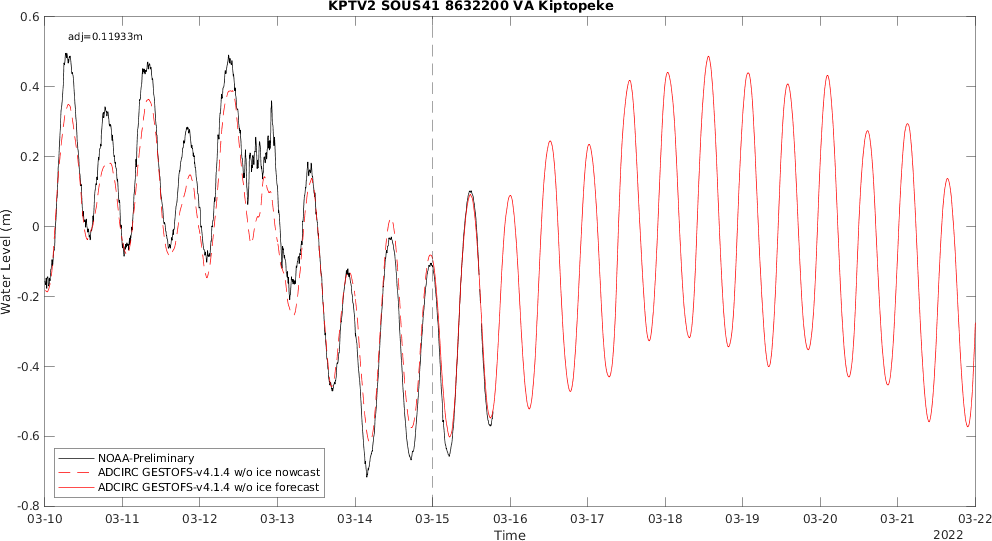 KPTV2 SOUS41 8632200 VA Kiptopeke
adj=0.11933m
0.6
0.4
0.2
0
-0.2
-0.4
-0.6
-0.8
Water Level (m)
NOAA-Preliminary
ADCIRC GESTOFS-v4.1.4 w/o ice nowcast
ADCIRC GESTOFS-v4.1.4 w/o ice forecast
03-10 03-11 03-12 03-13 03-14 03-15 03-16 03-17 03-18 03-19 03-20 03-21 03-22
Time
2022